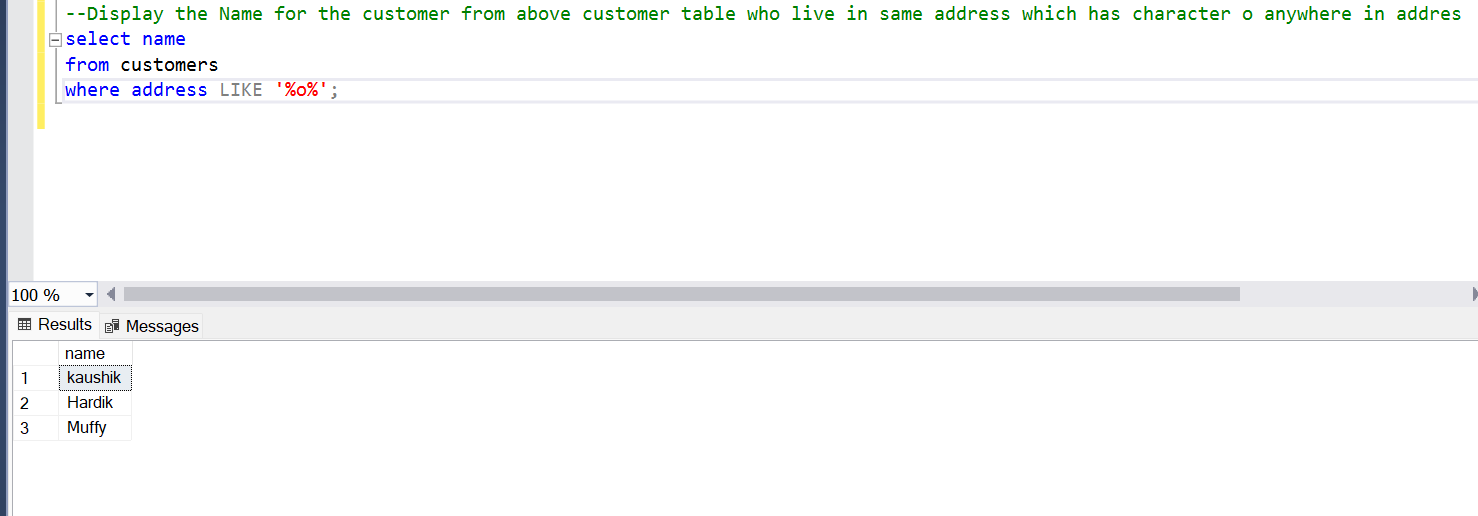 --Display the Name for the customer from above customer table who live in same address which has character o anywhere in addres
select name
from customers
where address LIKE '%o%';
100 %
Results Messages
name
1 kaushik
2 Hardik
3 Muffy